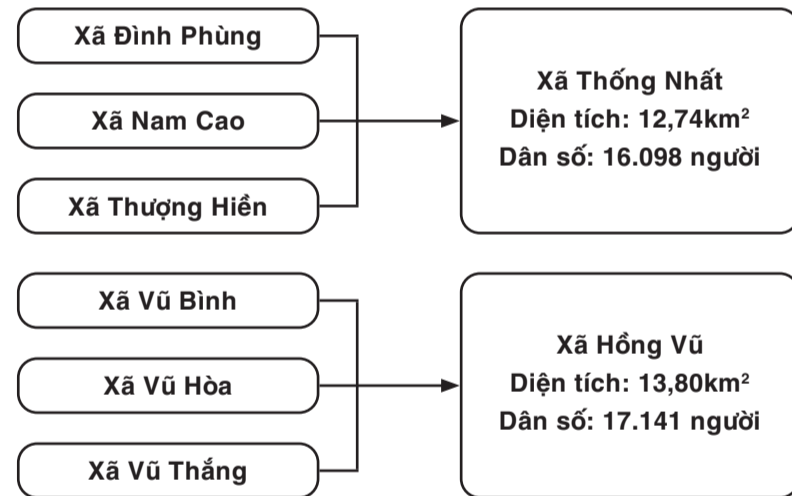 Xã Đình Phùng
Xã Nam Cao
Xã Thượng Hiền
Xã Thống Nhất
Diện tích: 12,74km²
Dân số: 16.098 người
Xã Vũ Bình
Xã Vũ Hòa
Xã Vũ Thắng
Xã Hồng Vũ
Diện tích: 13,80km²
Dân số: 17.141 người